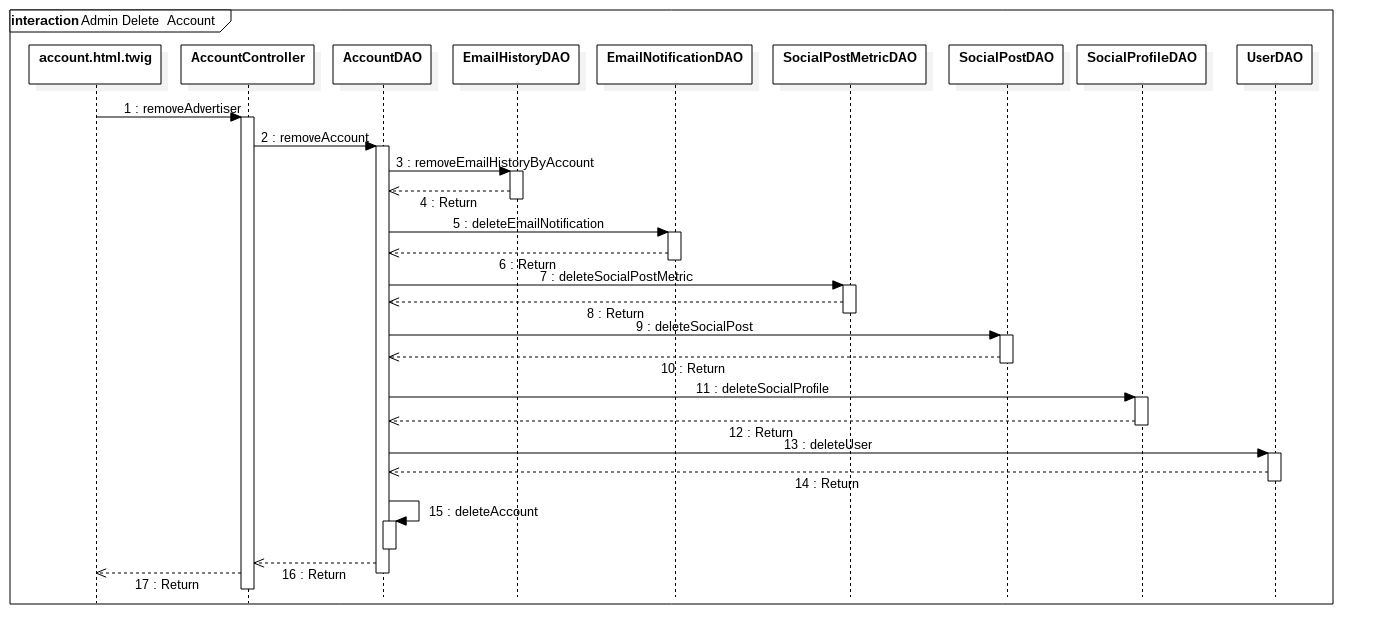 interaction Admin Delete Account
account.html.twig
AccountController
AccountDAO
EmailHistoryDAO
EmailNotificationDAO
SocialPostMetricDAO
SocialPostDAO
SocialProfileDAO
UserDAO
1 : removeAdvertiser
2 : removeAccount
3 : removeEmailHistoryByAccount
4 : Return
5 : deleteEmailNotification
6 : Return
7 : deleteSocialPostMetric
8 : Return
9 : deleteSocialPost
10 : Return
11 : deleteSocialProfile
12 : Return
13 : deleteUser
14 : Return
15 : deleteAccount
16 : Return
17 : Return